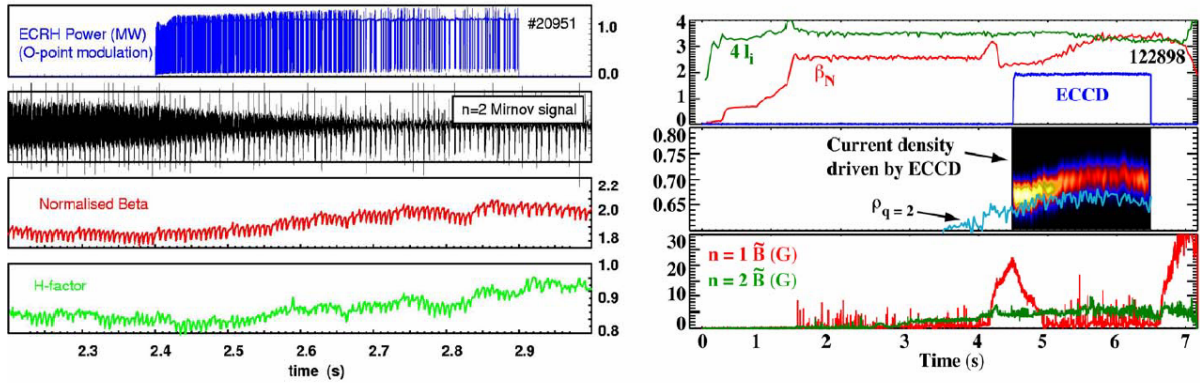 ECRH Power (MW)
(O-point modulation)
#20951
1.0
0.0
n=2 Mirnov signal
Normalised Beta
2.2
2.0
1.8
H-factor
1.0
0.9
0.8
2.3 2.4 2.5 2.6 2.7 2.8 2.9
time (s)
4
3
2
1
0
4 li
βN
122898
ECCD
0.80
0.75
0.70
0.65
Current density
driven by ECCD
ρq = 2
30
20
10
0
n = 1 B̃ (G)
n = 2 B̃ (G)
0 1 2 3 4 5 6 7
Time (s)